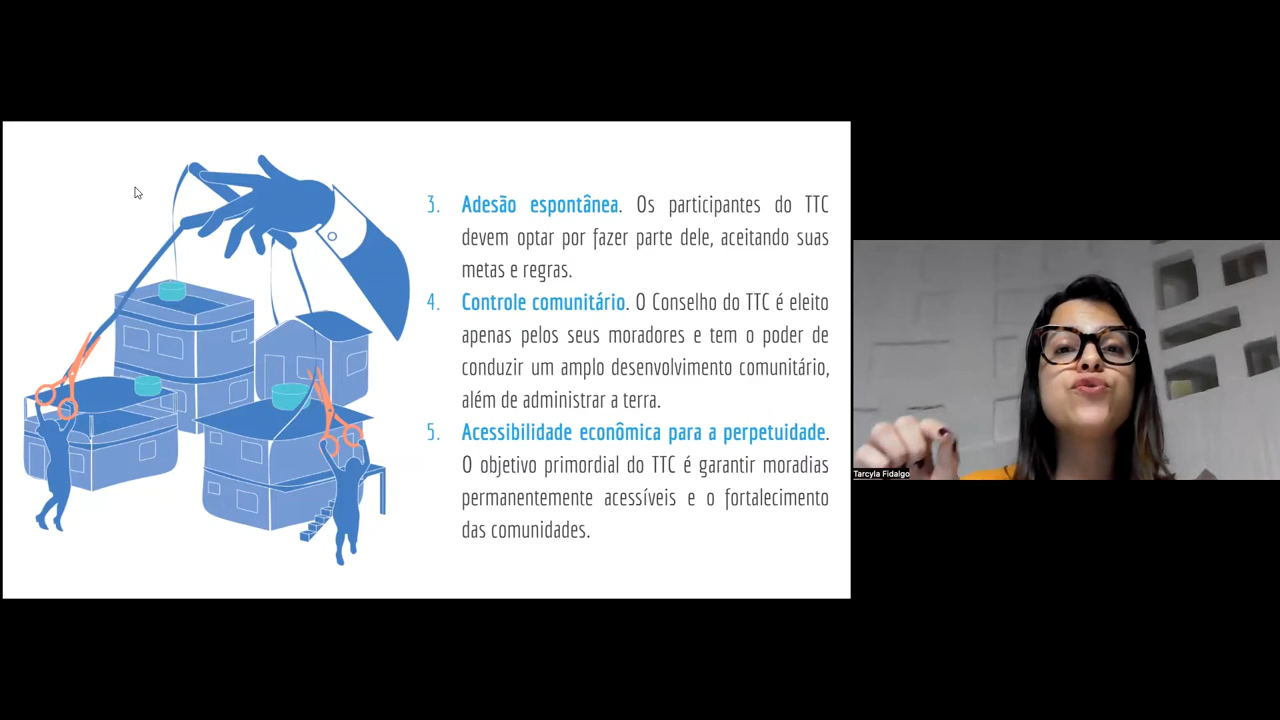 3. Adesão espontânea. Os participantes do TTC
devem optar por fazer parte dele, aceitando suas
metas e regras.
4. Controle comunitário. O Conselho do TTC é eleito
apenas pelos seus moradores e tem o poder de
conduzir um amplo desenvolvimento comunitário,
além de administrar a terra.
5. Acessibilidade econômica para a perpetuidade.
O objetivo primordial do TTC é garantir moradias
permanentemente acessíveis e o fortalecimento
das comunidades.
Tarcyla Fidalgo